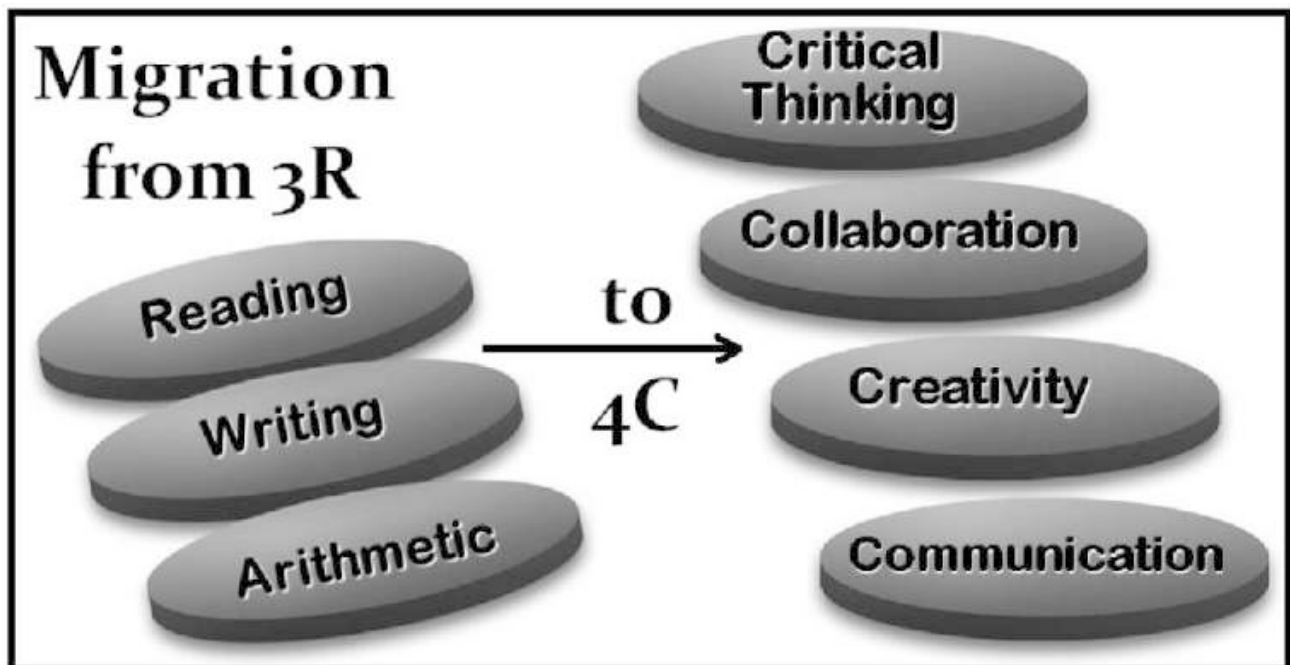 Migration
from 3R
Reading
Writing
Arithmetic
to
4C
Critical
Thinking
Collaboration
Creativity
Communication